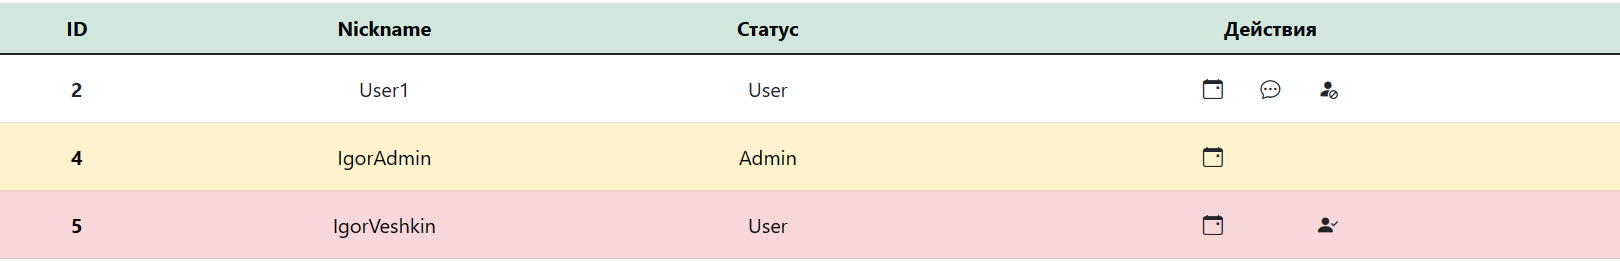 ID Nickname Статус Действия
2 User1 User
4 IgorAdmin Admin
5 IgorVeshkin User